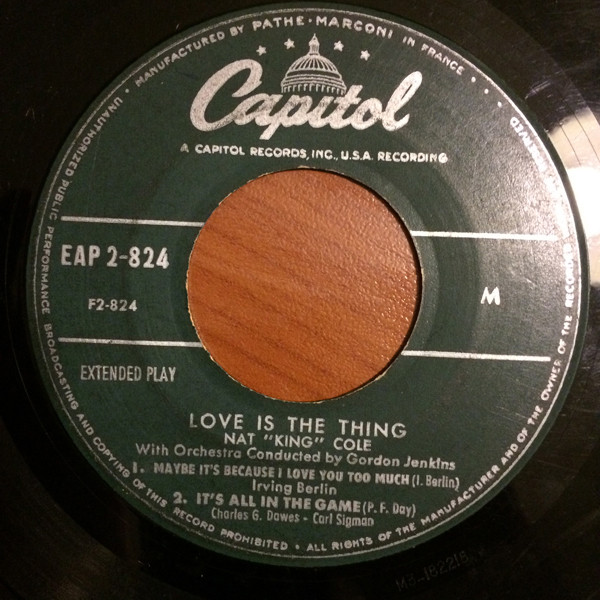 • MANUFACTURED BY PATHE • MARCONI IN FRANCE •
Capitol
A CAPITOL RECORDS, INC., U.S.A. RECORDING
EAP 2-824
F2-824
M
EXTENDED PLAY
LOVE IS THE THING
NAT "KING" COLE
With Orchestra Conducted by Gordon Jenkins
1. MAYBE IT'S BECAUSE I LOVE YOU TOO MUCH (I. Berlin)
Irving Berlin
2. IT'S ALL IN THE GAME (P. F. Day)
Charles G. Dawes - Carl Sigman
UNAUTHORIZED PUBLIC PERFORMANCE BROADCASTING AND COPYING OF THIS RECORD PROHIBITED • ALL RIGHTS OF THE MANUFACTURER AND OF THE OWNER OF THE RECORDED RESERVED